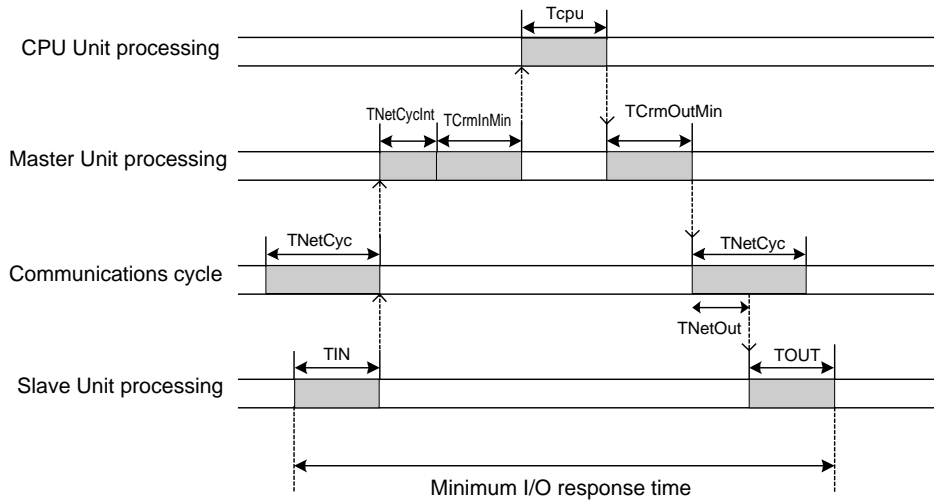 Tcpu
CPU Unit processing
TNetCycInt
TCrmInMin
TCrmOutMin
Master Unit processing
TNetCyc
TNetCyc
Communications cycle
TNetOut
TIN
TOUT
Slave Unit processing
Minimum I/O response time